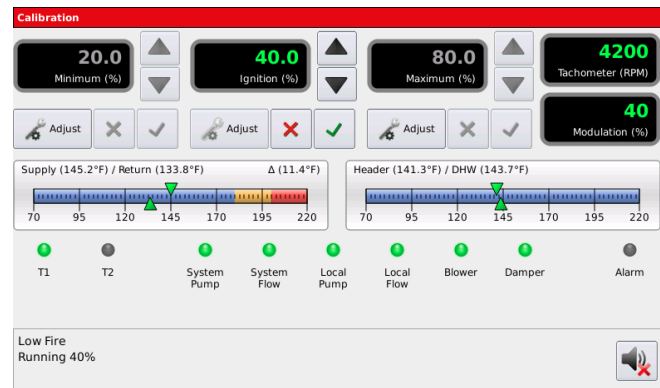 Calibration
20.0
Minimum (%)
40.0
Ignition (%)
80.0
Maximum (%)
4200
Tachometer (RPM)
Adjust
Adjust
Adjust
40
Modulation (%)
Supply (145.2°F) / Return (133.8°F) Δ (11.4°F)
70 95 120 145 170 195 220
Header (141.3°F) / DHW (143.7°F)
70 95 120 145 170 195 220
T1
T2
System
Pump
System
Flow
Local
Pump
Local
Flow
Blower
Damper
Alarm
Low Fire
Running 40%